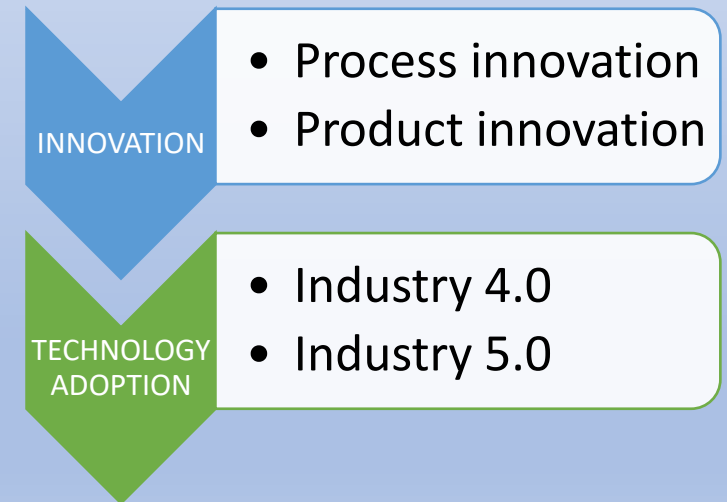 INNOVATION
• Process innovation
• Product innovation
TECHNOLOGY
ADOPTION
• Industry 4.0
• Industry 5.0